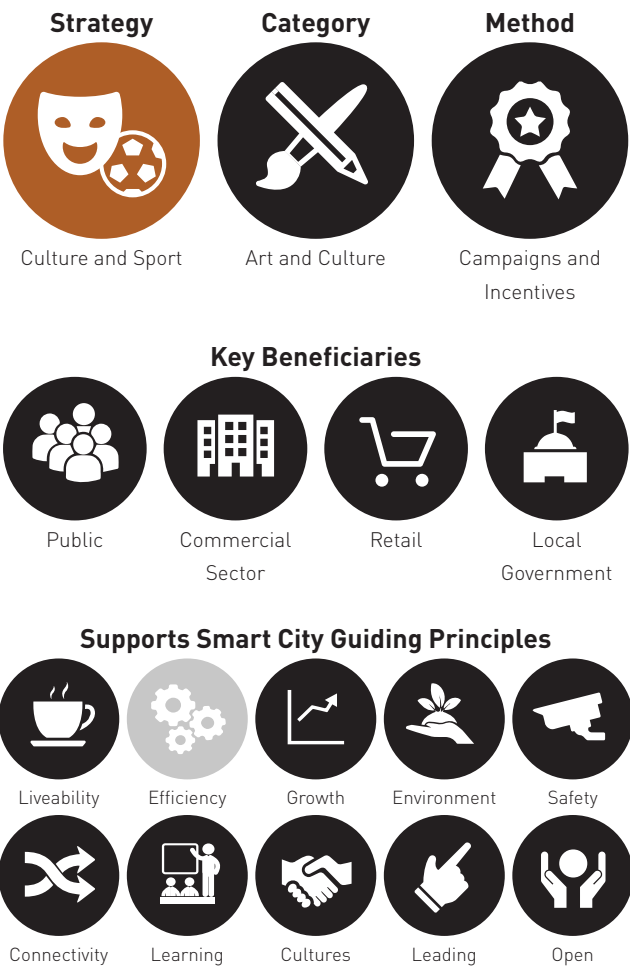 Strategy Category Method
Culture and Sport Art and Culture Campaigns and
Incentives
Key Beneficiaries
Public Commercial Retail Local
Sector Government
Supports Smart City Guiding Principles
Liveability Efficiency Growth Environment Safety
Connectivity Learning Cultures Leading Open